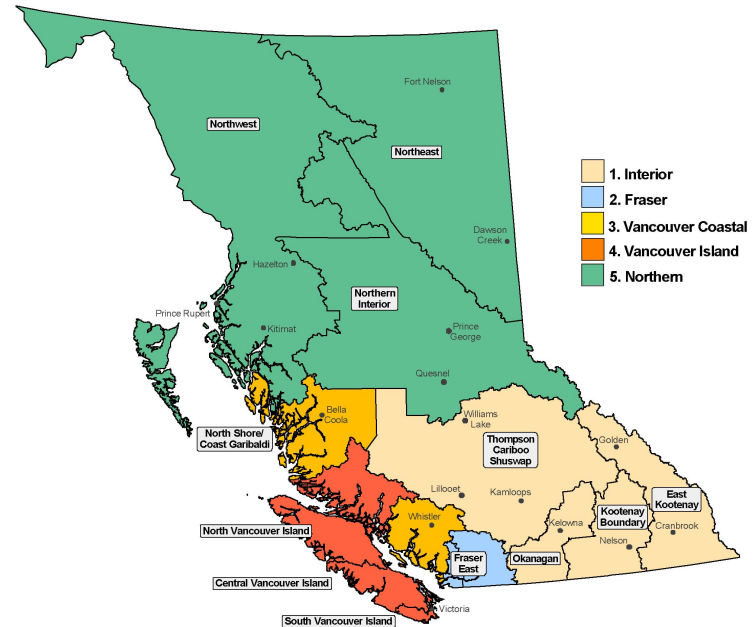 Fort Nelson
Northwest
Northeast
1. Interior
2. Fraser
3. Vancouver Coastal
4. Vancouver Island
5. Northern
Dawson
Creek
Hazelton
Northern
Interior
Prince Rupert
Kitimat
Prince
George
Quesnel
Bella
Coola
Williams
Lake
North Shore/
Coast Garibaldi
Thompson
Cariboo
Shuswap
Golden
Lillooet
Kamloops
East
Kootenay
Kootenay
Boundary
Whistler
North Vancouver Island
Kelowna
Cranbrook
Nelson
Fraser
East
Okanagan
Central Vancouver Island
Victoria
South Vancouver Island